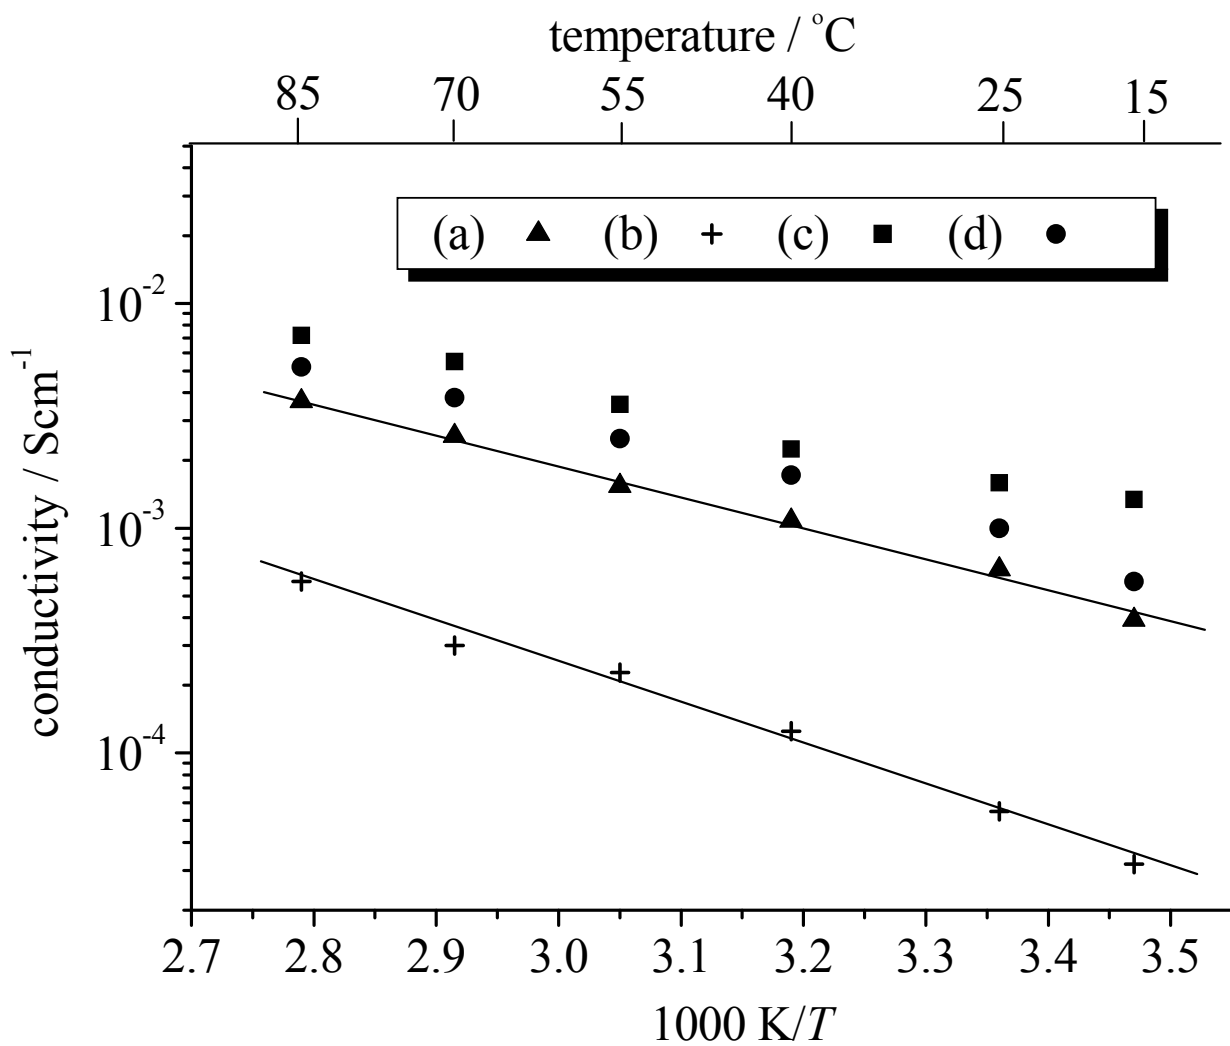 temperature / °C
85 70 55 40 25 15
(a) (b) (c) (d)
10⁻²
10⁻³
10⁻⁴
conductivity / Scm⁻¹
2.7 2.8 2.9 3.0 3.1 3.2 3.3 3.4 3.5
1000 K/T